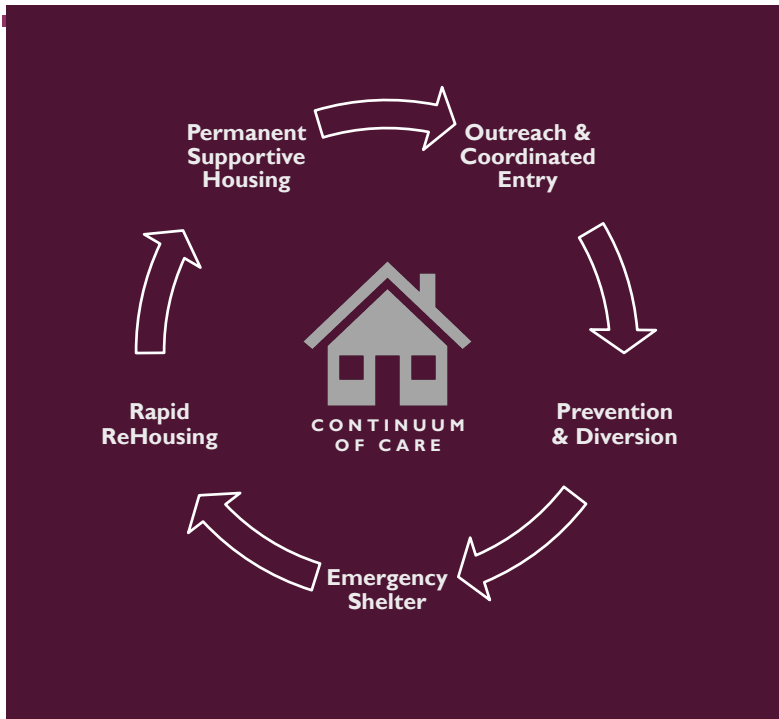 Permanent
Supportive
Housing
Outreach &
Coordinated
Entry
Prevention
& Diversion
Emergency
Shelter
Rapid
ReHousing
CONTINUUM
OF CARE